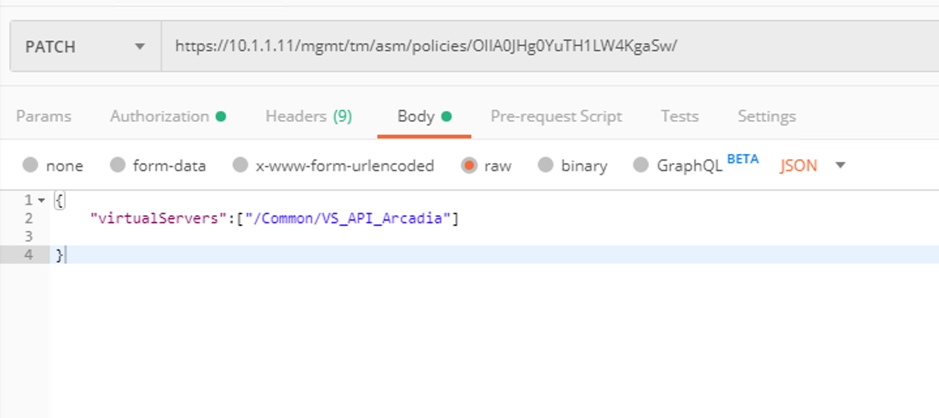 PATCH https://10.1.1.11/mgmt/tm/asm/policies/OIIA0JHg0YuTH1LW4KgaSw/
Params Authorization Headers (9) Body Pre-request Script Tests Settings
none form-data x-www-form-urlencoded raw binary GraphQL BETA JSON
1 {
2 "virtualServers":["/Common/VS_API_Arcadia"]
3
4 }